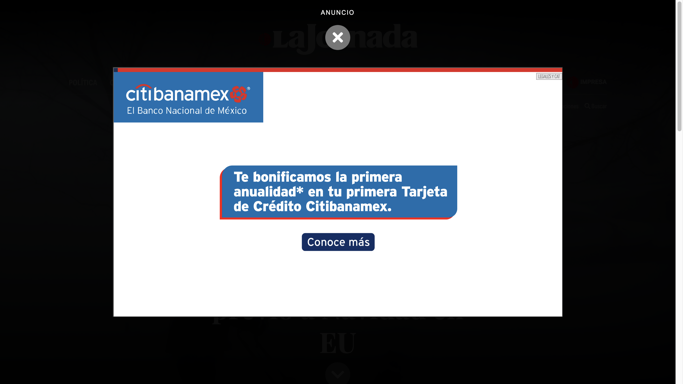 ANUNCIO
La Jornada
citibanamex
El Banco Nacional de México
Te bonificamos la primera
anualidad* en tu primera Tarjeta
de Crédito Citibanamex.
Conoce más
EU